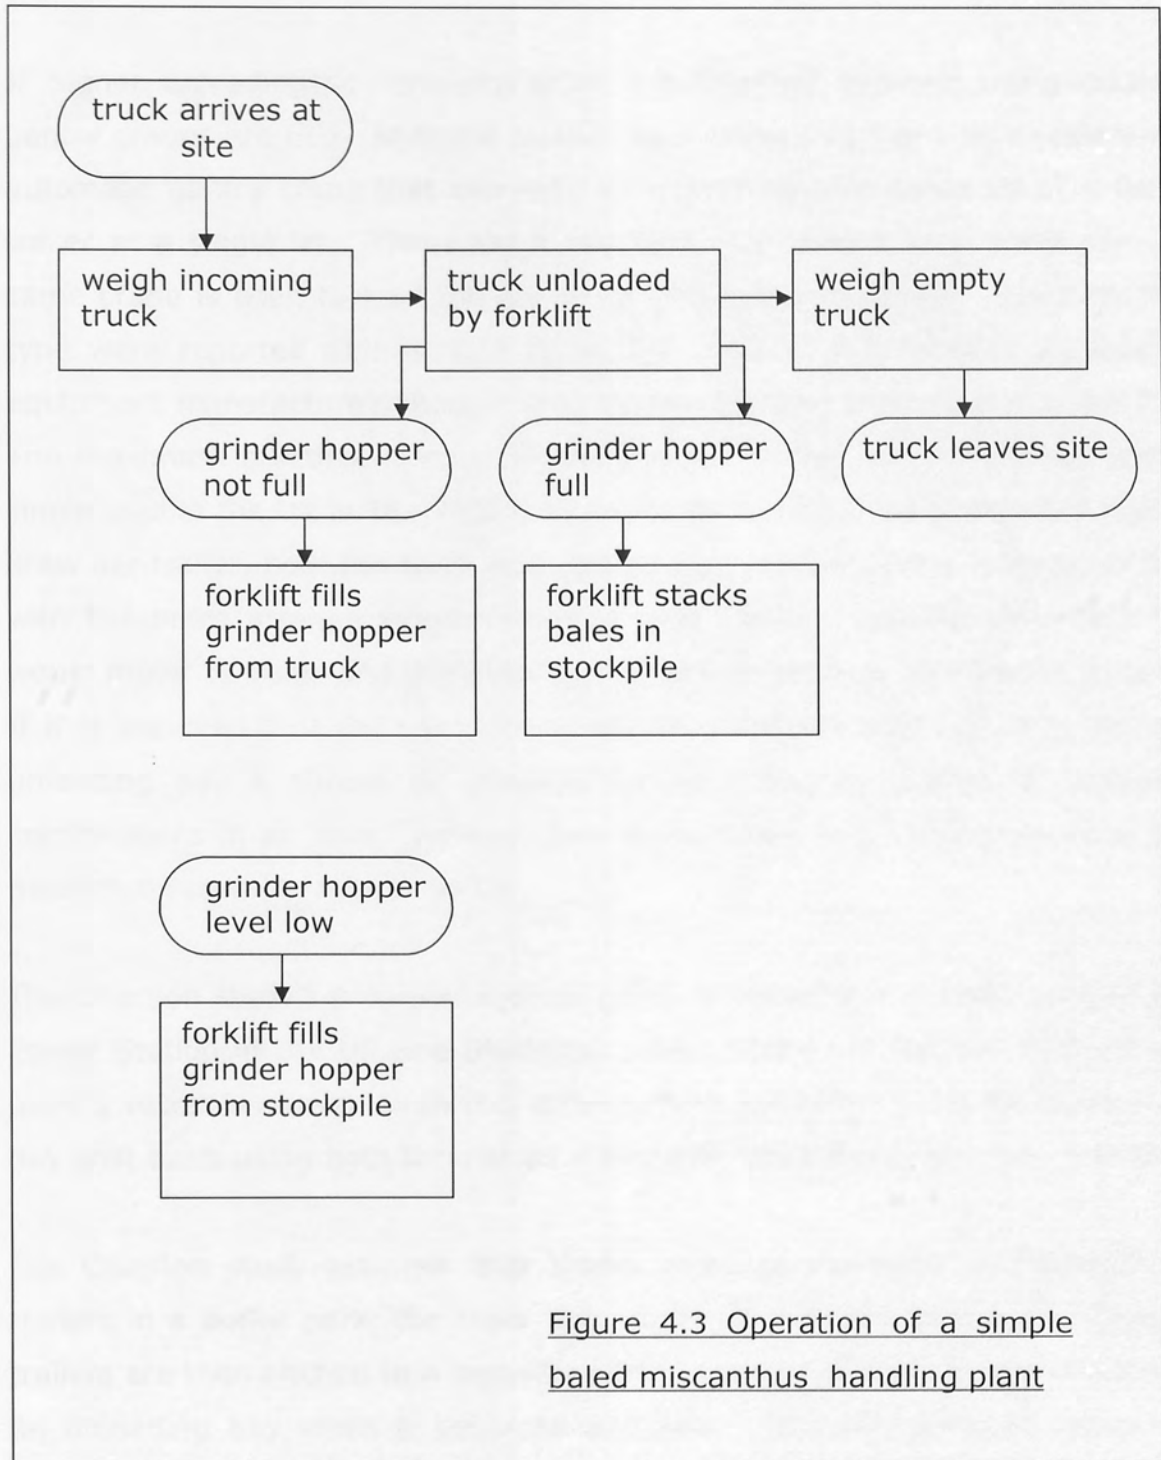 truck arrives at
site
weigh incoming
truck
truck unloaded
by forklift
weigh empty
truck
grinder hopper
not full
grinder hopper
full
truck leaves site
forklift fills
grinder hopper
from truck
forklift stacks
bales in
stockpile
grinder hopper
level low
forklift fills
grinder hopper
from stockpile
Figure 4.3 Operation of a simple
baled miscanthus handling plant